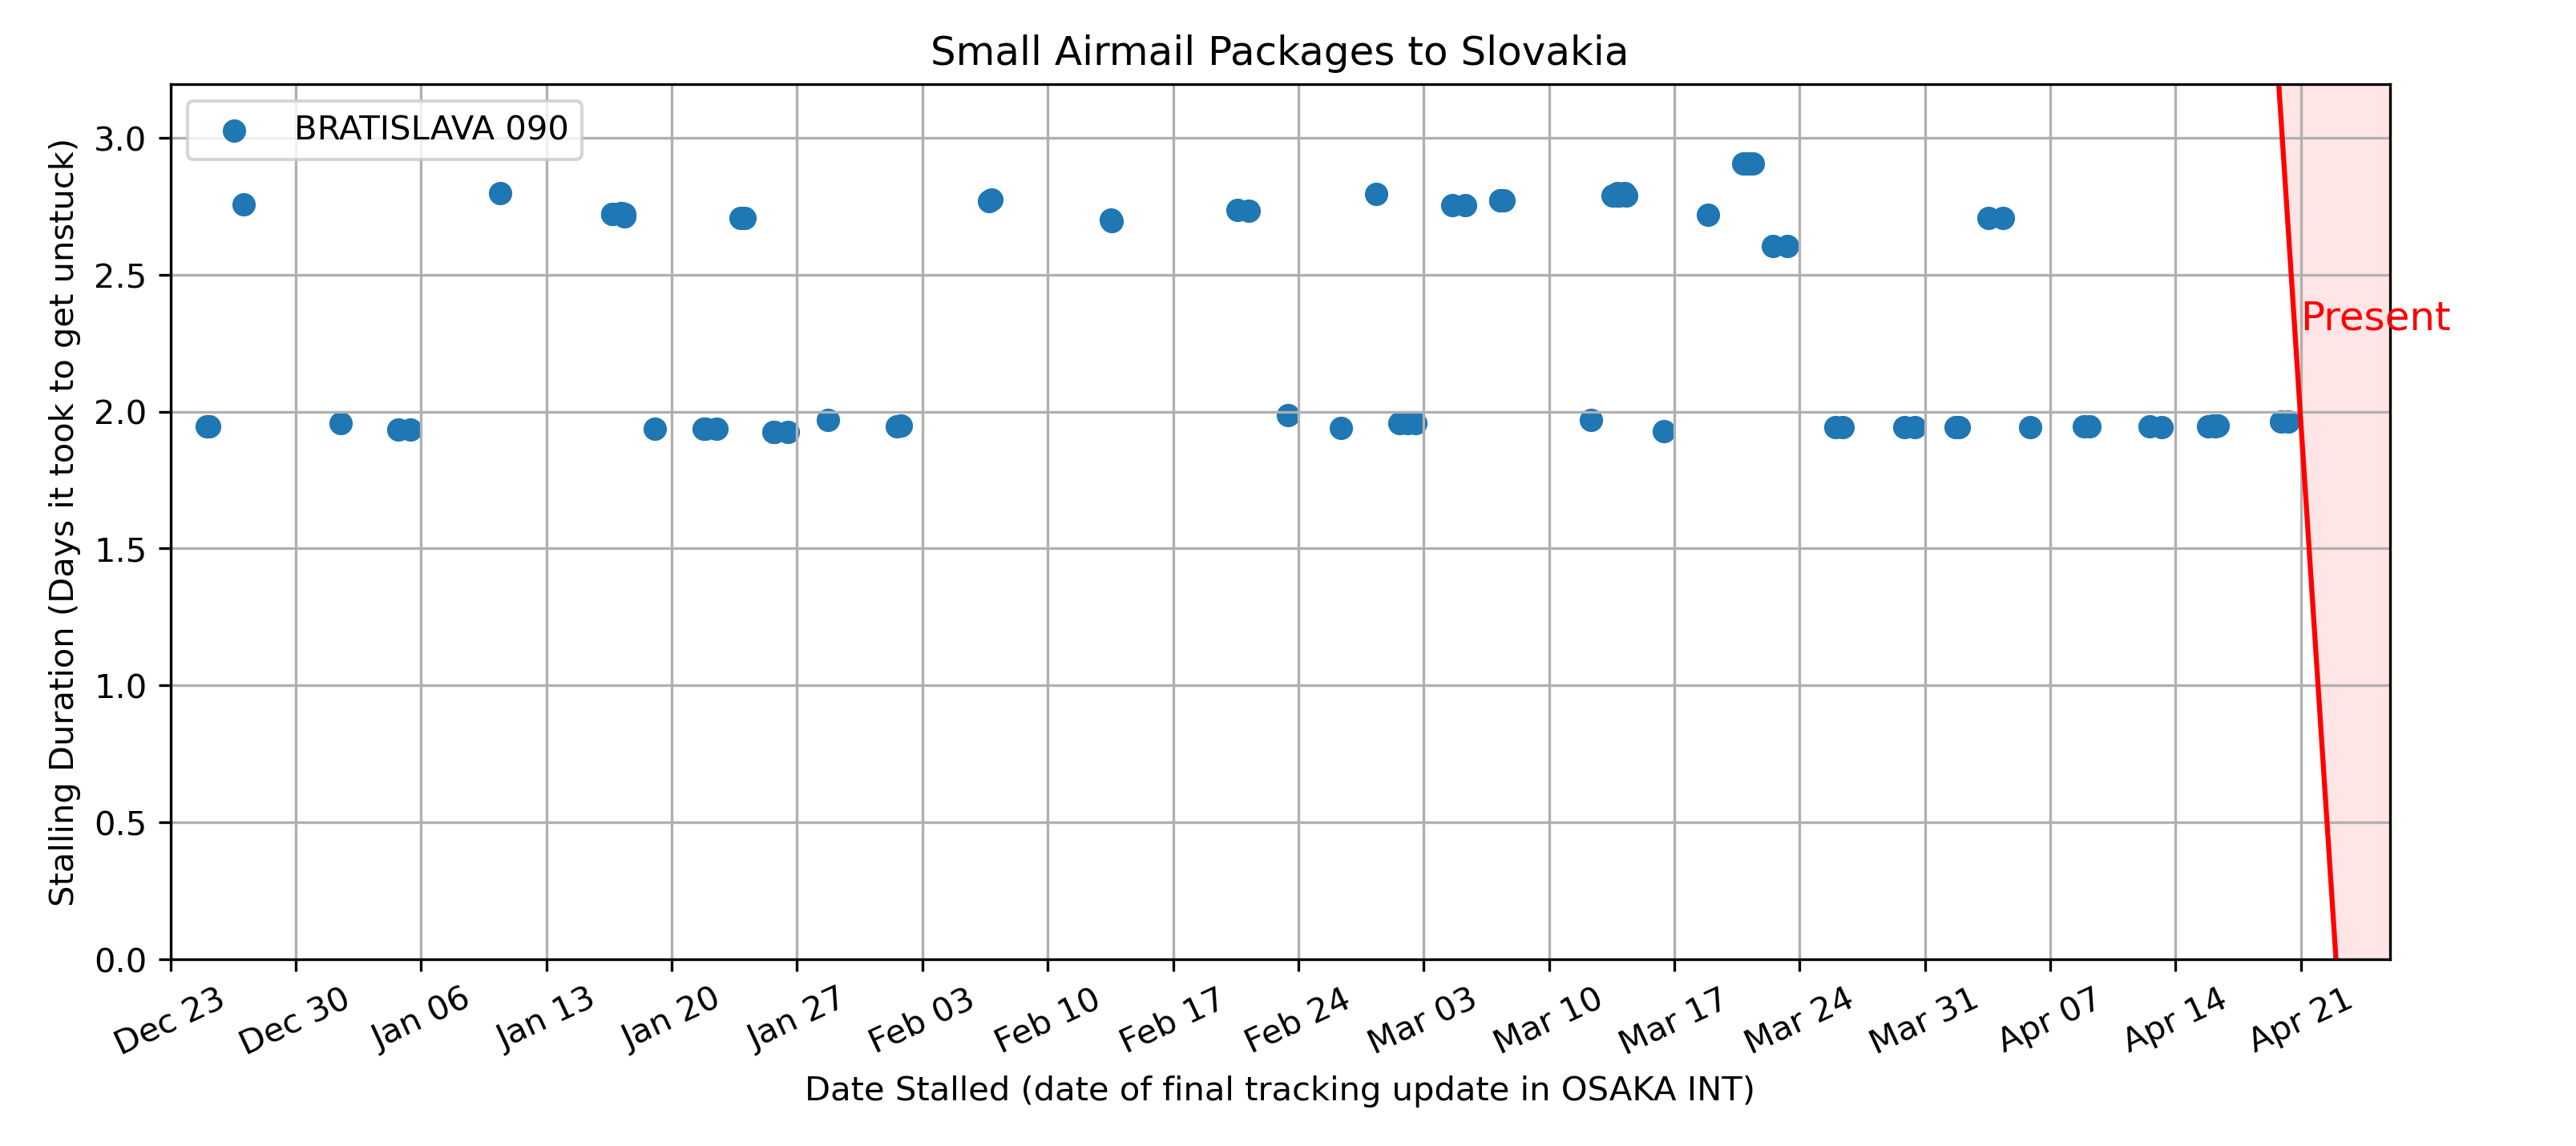 Small Airmail Packages to Slovakia
BRATISLAVA 090
Stalling Duration (Days it took to get unstuck)
3.0
2.5
2.0
1.5
1.0
0.5
0.0
Present
Dec 23
Dec 30
Jan 06
Jan 13
Jan 20
Jan 27
Feb 03
Feb 10
Feb 17
Feb 24
Mar 03
Mar 10
Mar 17
Mar 24
Mar 31
Apr 07
Apr 14
Apr 21
Date Stalled (date of final tracking update in OSAKA INT)